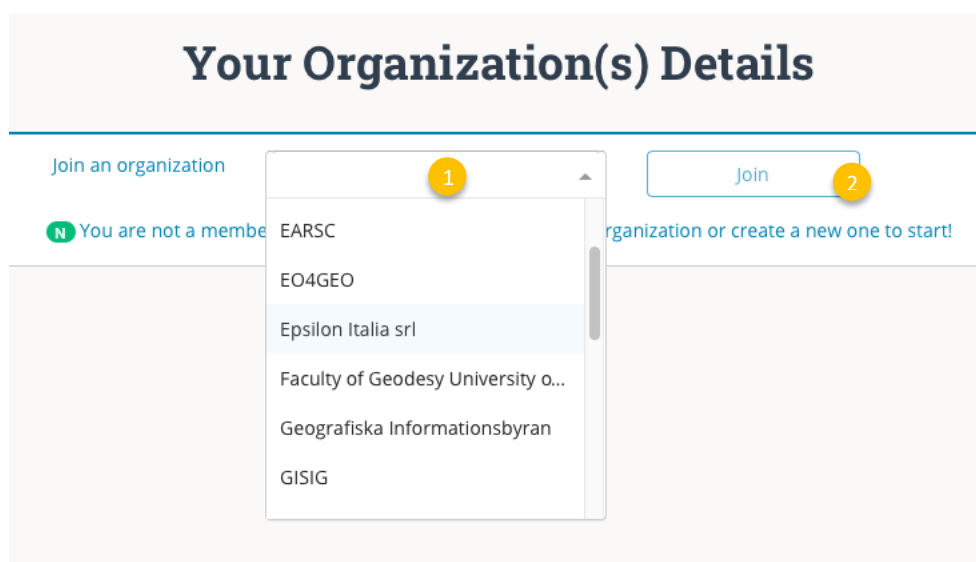 Your Organization(s) Details
Join an organization
1
Join
2
N You are not a membe rganization or create a new one to start!
EARSC
EO4GEO
Epsilon Italia srl
Faculty of Geodesy University o...
Geografiska Informationsbyran
GISIG